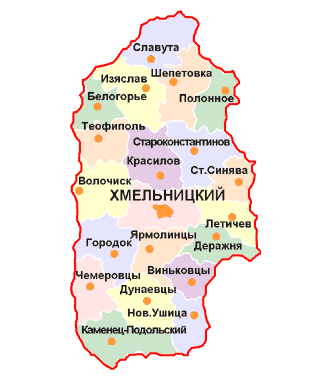 Славута
Шепетовка
Изяслав
Белогорье
Полонное
Теофиполь
Староконстантинов
Красилов
Ст.Синява
Волочиск
ХМЕЛЬНИЦКИЙ
Летичев
Ярмолинцы
Городок
Деражня
Чемеровцы
Виньковцы
Дунаевцы
Нов.Ушица
Каменец-Подольский